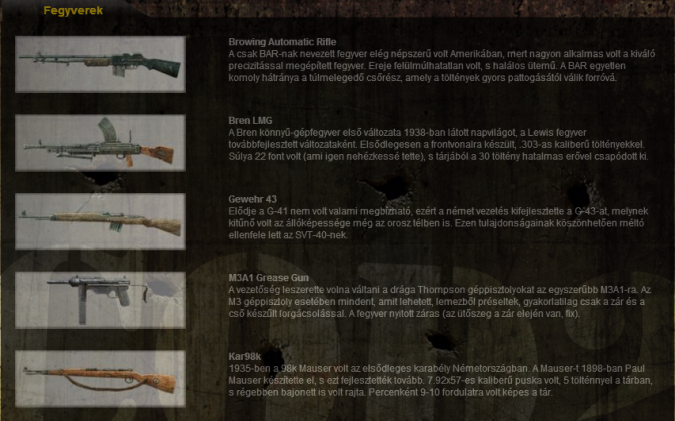 Fegyverek
Browing Automatic Rifle
A csak BAR-nak nevezett fegyver elég népszerű volt Amerikában, mert nagyon alkalmas volt a kiváló
precizitással megépített fegyver. Ereje felülmúlhatatlan volt, s halálos ütemű. A BAR egyetlen
komoly hátránya a túlmelegedő csőrész, amely a töltények gyors pattogásától válik forróvá.
Bren LMG
A Bren könnyű-gépfegyver első változata 1938-ban látott napvilágot, a Lewis fegyver
továbbfejlesztett változataként. Elsődlegesen a frontvonalra készült, .303-as kaliberű töltényekkel.
Súlya 22 font volt (ami igen nehézkessé tette), s tárjából a 30 töltény hatalmas erővel csapódott ki.
Gewehr 43
Elődje a G-41 nem volt valami megbízható, ezért a német vezetés kifejlesztette a G-43-at, melynek
kitűnő volt az állóképessége még az orosz télben is. Ezen tulajdonságainak köszönhetően méltó
ellenfele lett az SVT-40-nek.
M3A1 Grease Gun
A vezetőség leszerette volna váltani a drága Thompson géppisztolyokat az egyszerűbb M3A1-ra. Az
M3 géppisztoly esetében mindent, amit lehetett, lemezből préseltek, gyakorlatilag csak a zár és a
cső készült forgácsolással. A fegyver nyitott záras (az ütőszeg a zár elején van, fix).
Kar98k
1935-ben a 98k Mauser volt az elsődleges karabély Németországban. A Mauser-t 1898-ban Paul
Mauser készítette el, s ezt fejlesztették tovább. 7.92x57-es kaliberű puska volt, 5 tölténnyel a tárban,
s régebben bajonett is volt rajta. Percenként 9-10 fordulatra volt képes a tár.